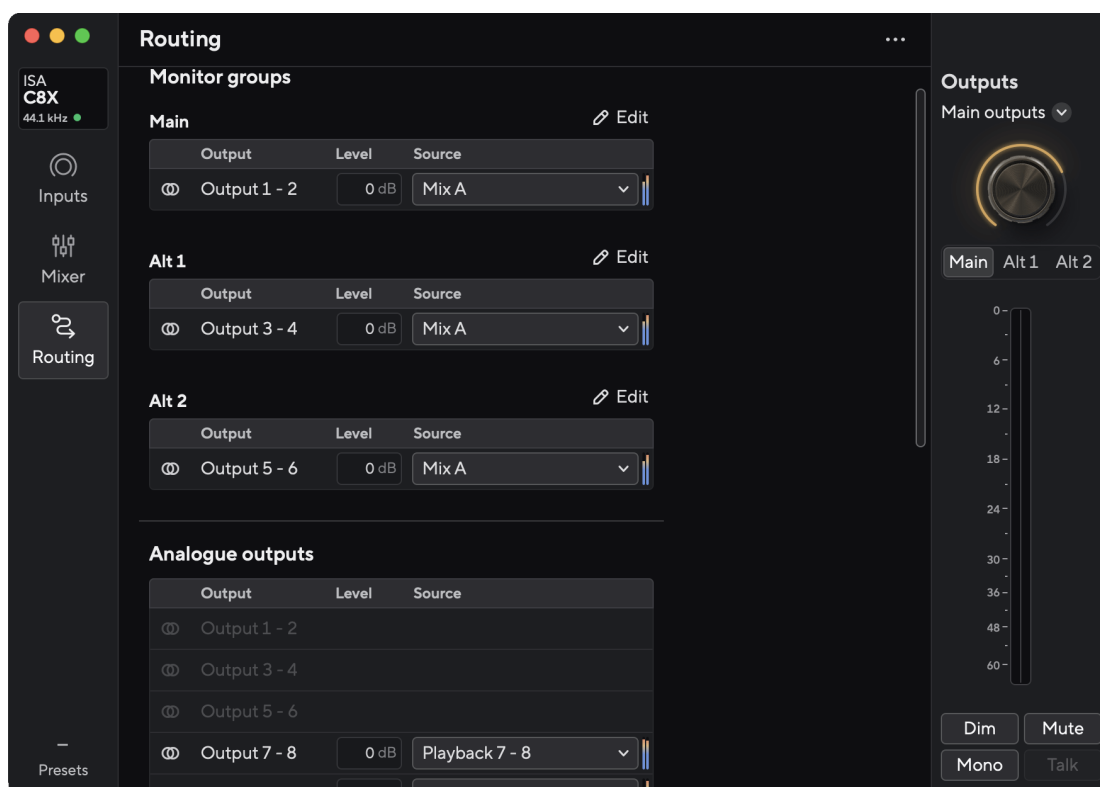 Routing
...
ISA
C8X
44.1 kHz
Inputs
Mixer
Routing
Presets
Monitor groups
Main
Edit
Output Level Source
Output 1 - 2 0 dB Mix A
Alt 1
Edit
Output Level Source
Output 3 - 4 0 dB Mix A
Alt 2
Edit
Output Level Source
Output 5 - 6 0 dB Mix A
Analogue outputs
Output Level Source
Output 1 - 2
Output 3 - 4
Output 5 - 6
Output 7 - 8 0 dB Playback 7 - 8
Outputs
Main outputs
Main Alt 1 Alt 2
0
6
12
18
24
30
36
48
60
Dim Mute
Mono Talk